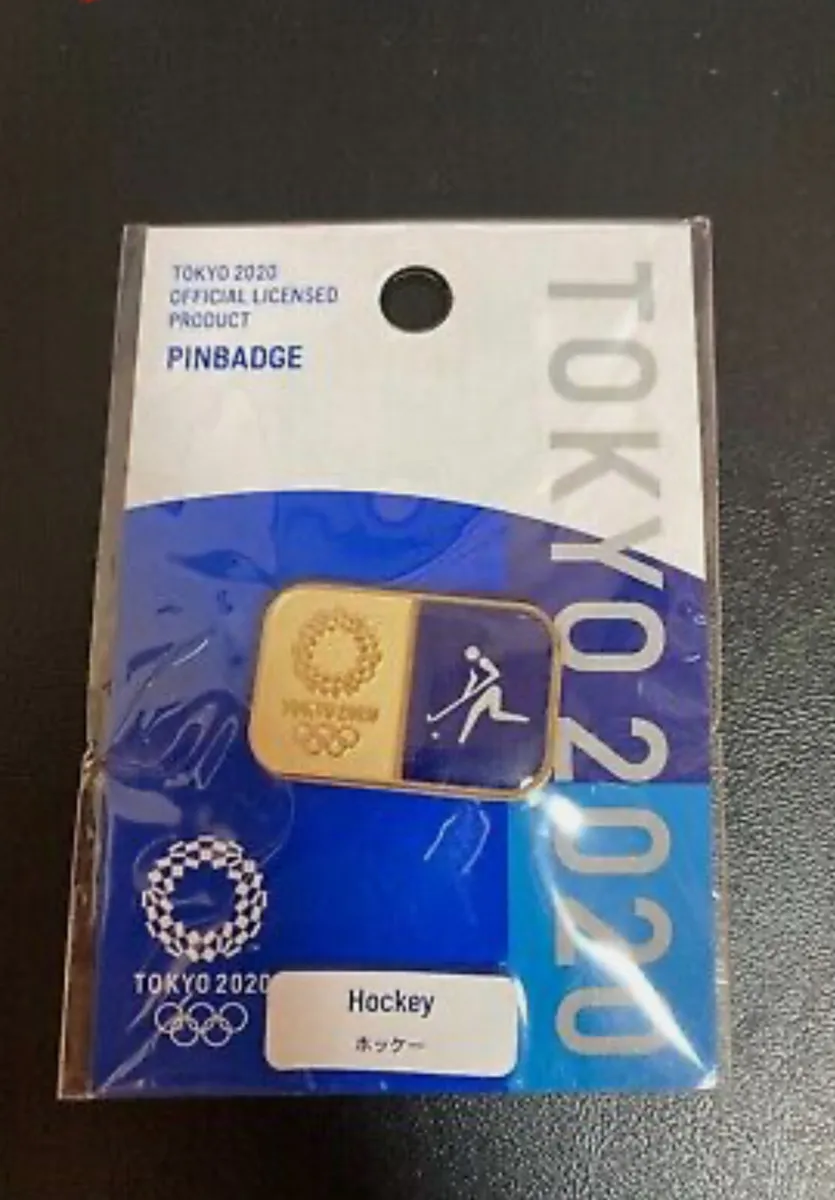 TOKYO 2020
OFFICIAL LICENSED
PRODUCT
PINBADGE
TOKYO 2020
TOKYO 2020
TOKYO 2020
Hockey
ホッケー